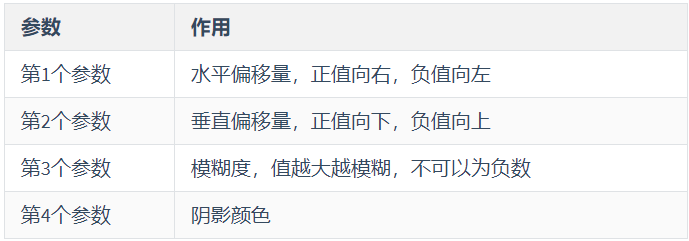 参数 作用
第1个参数 水平偏移量，正值向右，负值向左
第2个参数 垂直偏移量，正值向下，负值向上
第3个参数 模糊度，值越大越模糊，不可以为负数
第4个参数 阴影颜色